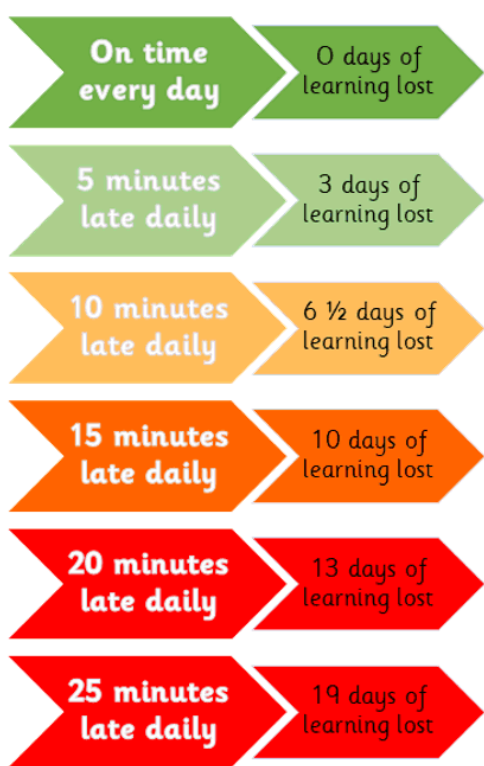 On time
every day
0 days of
learning lost
5 minutes
late daily
3 days of
learning lost
10 minutes
late daily
6 ½ days of
learning lost
15 minutes
late daily
10 days of
learning lost
20 minutes
late daily
13 days of
learning lost
25 minutes
late daily
19 days of
learning lost